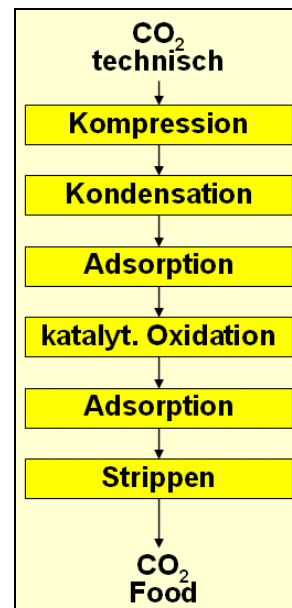 CO₂
technisch
Kompression
Kondensation
Adsorption
katalyt. Oxidation
Adsorption
Strippen
CO₂
Food